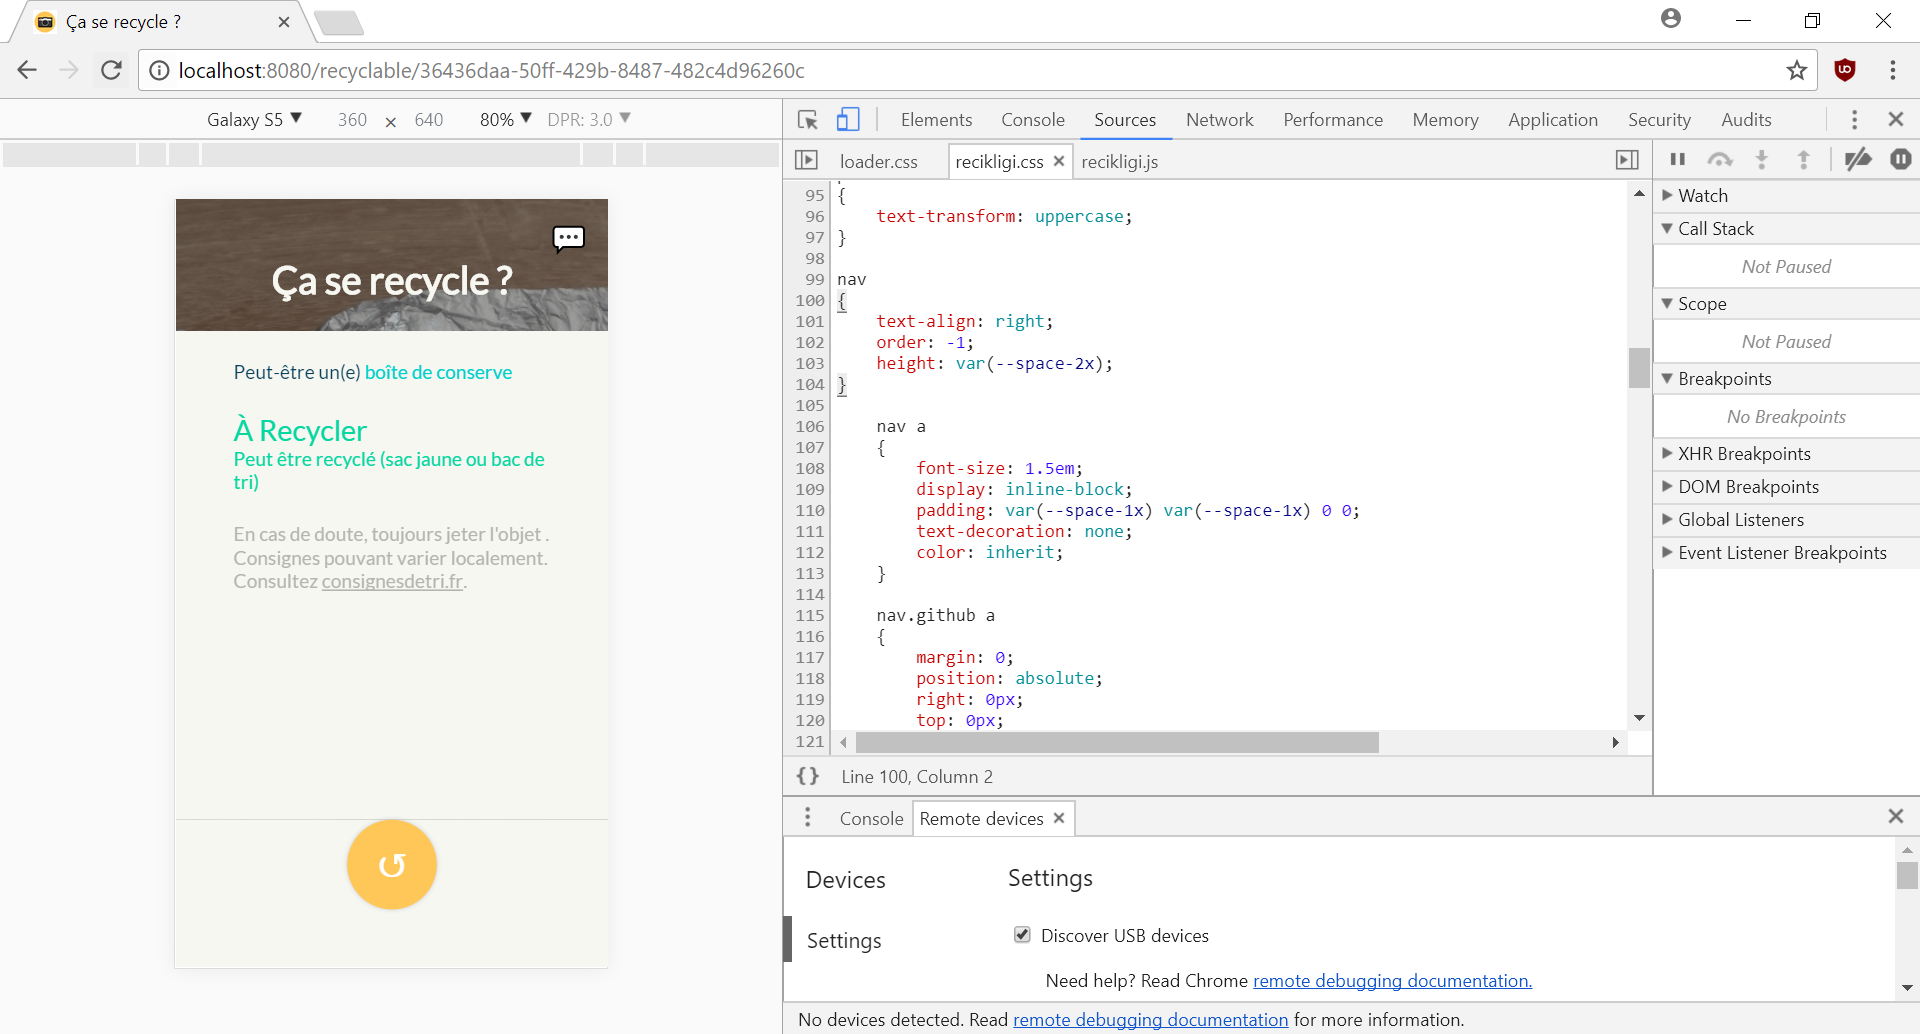 Ça se recycle ?
localhost:8080/recyclable/36436daa-50ff-429b-8487-482c4d96260c
Galaxy S5 360 × 640 80% DPR: 3.0
Ça se recycle ?
Peut-être un(e) boîte de conserve
À Recycler
Peut être recyclé (sac jaune ou bac de
tri)
En cas de doute, toujours jeter l'objet .
Consignes pouvant varier localement.
Consultez consignesdetri.fr.
Elements Console Sources Network Performance Memory Application Security Audits
loader.css recikligi.css recikligi.js
95 {
96 text-transform: uppercase;
97 }
98
99 nav
100 {
101 text-align: right;
102 order: -1;
103 height: var(--space-2x);
104 }
105
106 nav a
107 {
108 font-size: 1.5em;
109 display: inline-block;
110 padding: var(--space-1x) var(--space-1x) 0 0;
111 text-decoration: none;
112 color: inherit;
113 }
114
115 nav.github a
116 {
117 margin: 0;
118 position: absolute;
119 right: 0px;
120 top: 0px;
121
{} Line 100, Column 2
Watch
Call Stack
Not Paused
Scope
Not Paused
Breakpoints
No Breakpoints
XHR Breakpoints
DOM Breakpoints
Global Listeners
Event Listener Breakpoints
Console Remote devices
Devices
Settings
Settings
Discover USB devices
Need help? Read Chrome remote debugging documentation.
No devices detected. Read remote debugging documentation for more information.